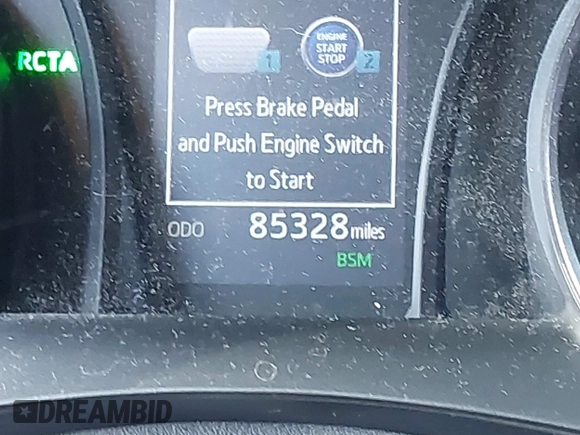 RCTA
ENGINE
START
STOP
1
2
Press Brake Pedal
and Push Engine Switch
to Start
ODO 85328 miles
BSM
DREAMBID